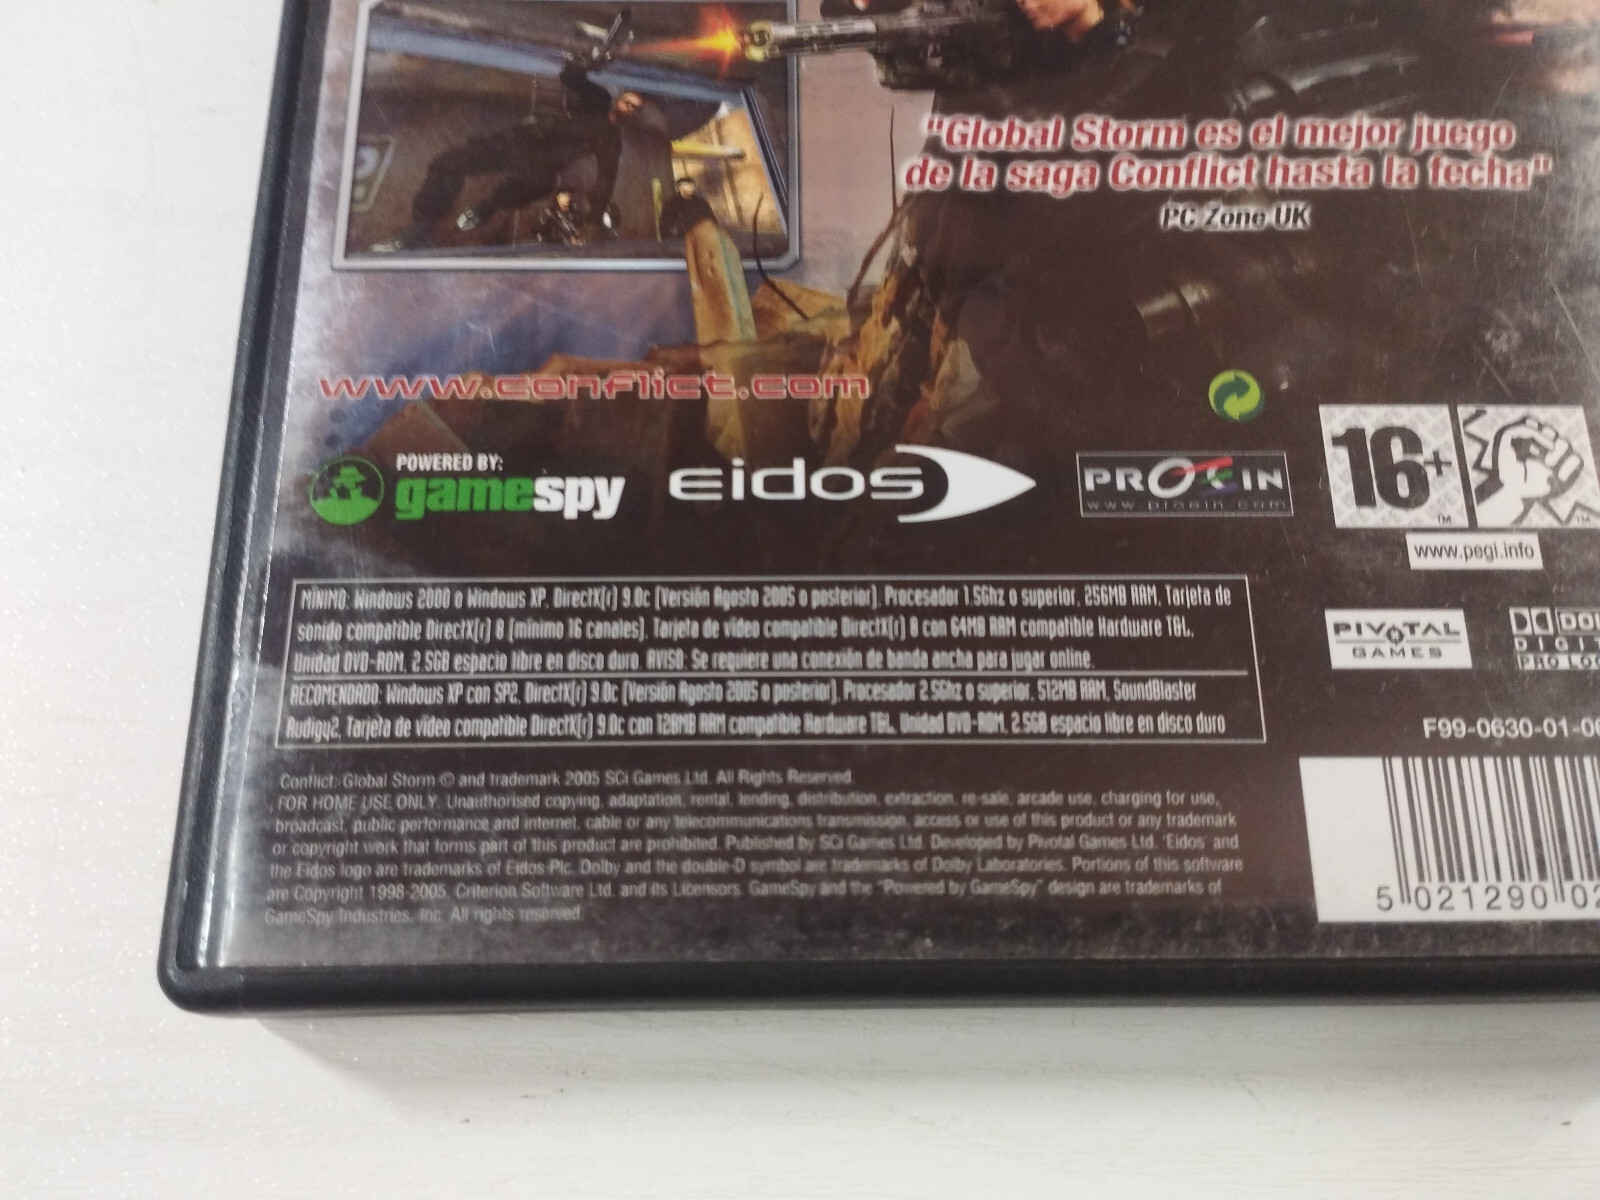 "Global Storm es el mejor juego
de la saga Conflict hasta la fecha"
PC Zone UK
www.conflict.com
POWERED BY:
gamespy
eidos
PROEIN
www.proein.com
16+
TM
TM
www.pegi.info
MÍNIMO: Windows 2000 o Windows XP, DirectX(r) 9.0c (Versión Agosto 2005 o posterior), Procesador 1.5Ghz o superior, 256MB RAM, Tarjeta de
sonido compatible DirectX(r) 8 (mínimo 16 canales), Tarjeta de vídeo compatible DirectX(r) 8 con 64MB RAM compatible Hardware T&L,
Unidad DVD-ROM, 2.5GB espacio libre en disco duro. AVISO: Se requiere una conexión de banda ancha para jugar online.
RECOMENDADO: Windows XP con SP2, DirectX(r) 9.0c (Versión Agosto 2005 o posterior), Procesador 2.5Ghz o superior, 512MB RAM, SoundBlaster
Audigy2, Tarjeta de vídeo compatible DirectX(r) 9.0c con 128MB RAM compatible Hardware T&L, Unidad DVD-ROM, 2.5GB espacio libre en disco duro
PIVOTAL
GAMES
DOL
DIGIT
PRO LOG
F99-0630-01-0
Conflict: Global Storm © and trademark 2005 SCi Games Ltd. All Rights Reserved.
FOR HOME USE ONLY. Unauthorised copying, adaptation, rental, lending, distribution, extraction, re-sale, arcade use, charging for use,
broadcast, public performance and internet, cable or any telecommunications transmission, access or use of this product or any trademark
or copyright work that forms part of this product are prohibited. Published by SCi Games Ltd. Developed by Pivotal Games Ltd. 'Eidos' and
the Eidos logo are trademarks of Eidos Plc. Dolby and the double-D symbol are trademarks of Dolby Laboratories. Portions of this software
are Copyright 1998-2005, Criterion Software Ltd. and its Licensors. GameSpy and the "Powered by GameSpy" design are trademarks of
GameSpy Industries, Inc. All rights reserved.
5 021290 02